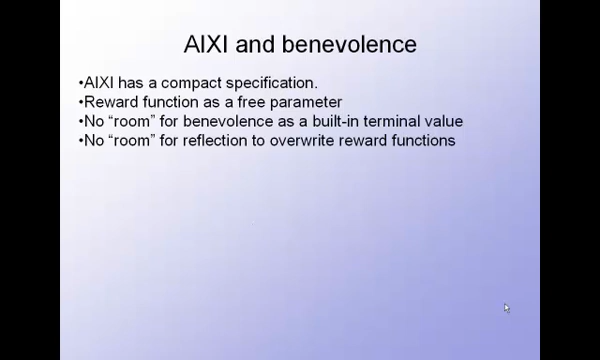 AIXI and benevolence
•AIXI has a compact specification.
•Reward function as a free parameter
•No “room” for benevolence as a built-in terminal value
•No “room” for reflection to overwrite reward functions